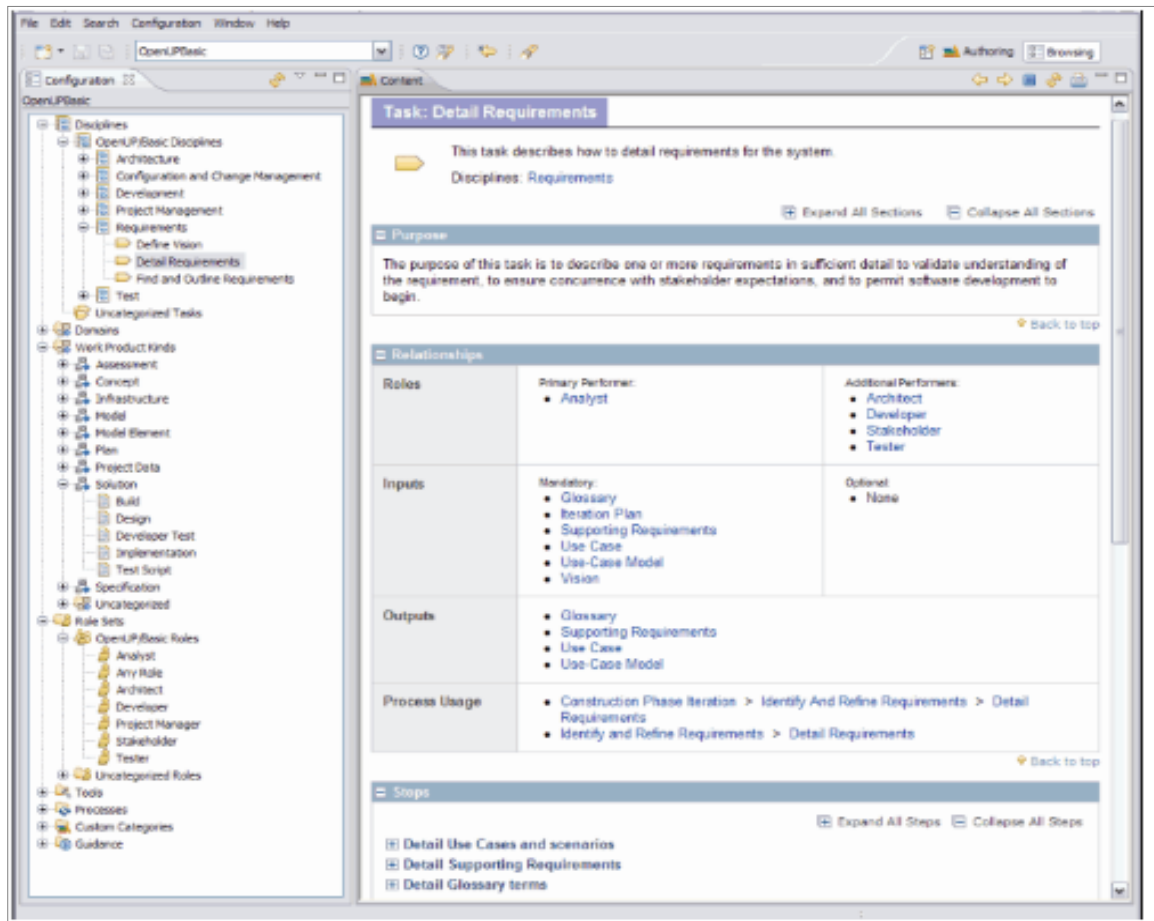 File Edit Search Configuration Window Help
OpenUPBasic
Authoring Browsing
Configuration
OpenUPBasic
Disciplines
OpenUP/Basic Disciplines
Architecture
Configuration and Change Management
Development
Project Management
Requirements
Define Vision
Detail Requirements
Find and Outline Requirements
Test
Uncategorized Tasks
Domains
Work Product Kinds
Assessment
Concept
Infrastructure
Model
Model Element
Plan
Project Data
Solution
Build
Design
Developer Test
Implementation
Test Script
Specification
Uncategorized
Role Sets
OpenUP/Basic Roles
Analyst
Any Role
Architect
Developer
Project Manager
Stakeholder
Tester
Uncategorized Roles
Tools
Processes
Custom Categories
Guidance
Content
Task: Detail Requirements
This task describes how to detail requirements for the system.
Disciplines: Requirements
Expand All Sections Collapse All Sections
Purpose
The purpose of this task is to describe one or more requirements in sufficient detail to validate understanding of
the requirement, to ensure concurrence with stakeholder expectations, and to permit software development to
begin.
Back to top
Relationships
Roles
Primary Performer:
Analyst
Additional Performers:
Architect
Developer
Stakeholder
Tester
Inputs
Mandatory:
Glossary
Iteration Plan
Supporting Requirements
Use Case
Use-Case Model
Vision
Optional:
None
Outputs
Glossary
Supporting Requirements
Use Case
Use-Case Model
Process Usage
Construction Phase Iteration > Identify And Refine Requirements > Detail
Requirements
Identify and Refine Requirements > Detail Requirements
Back to top
Steps
Expand All Steps Collapse All Steps
Detail Use Cases and scenarios
Detail Supporting Requirements
Detail Glossary terms